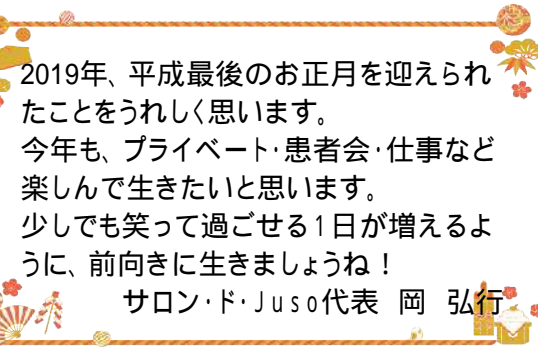 2019年、平成最後のお正月を迎えられ
たことをうれしく思います。
今年も、プライベート・患者会・仕事など
楽しんで生きたいと思います。
少しでも笑って過ごせる1日が増えるよ
うに、前向きに生きましょうね！
サロン・ド・Juso代表 岡 弘行